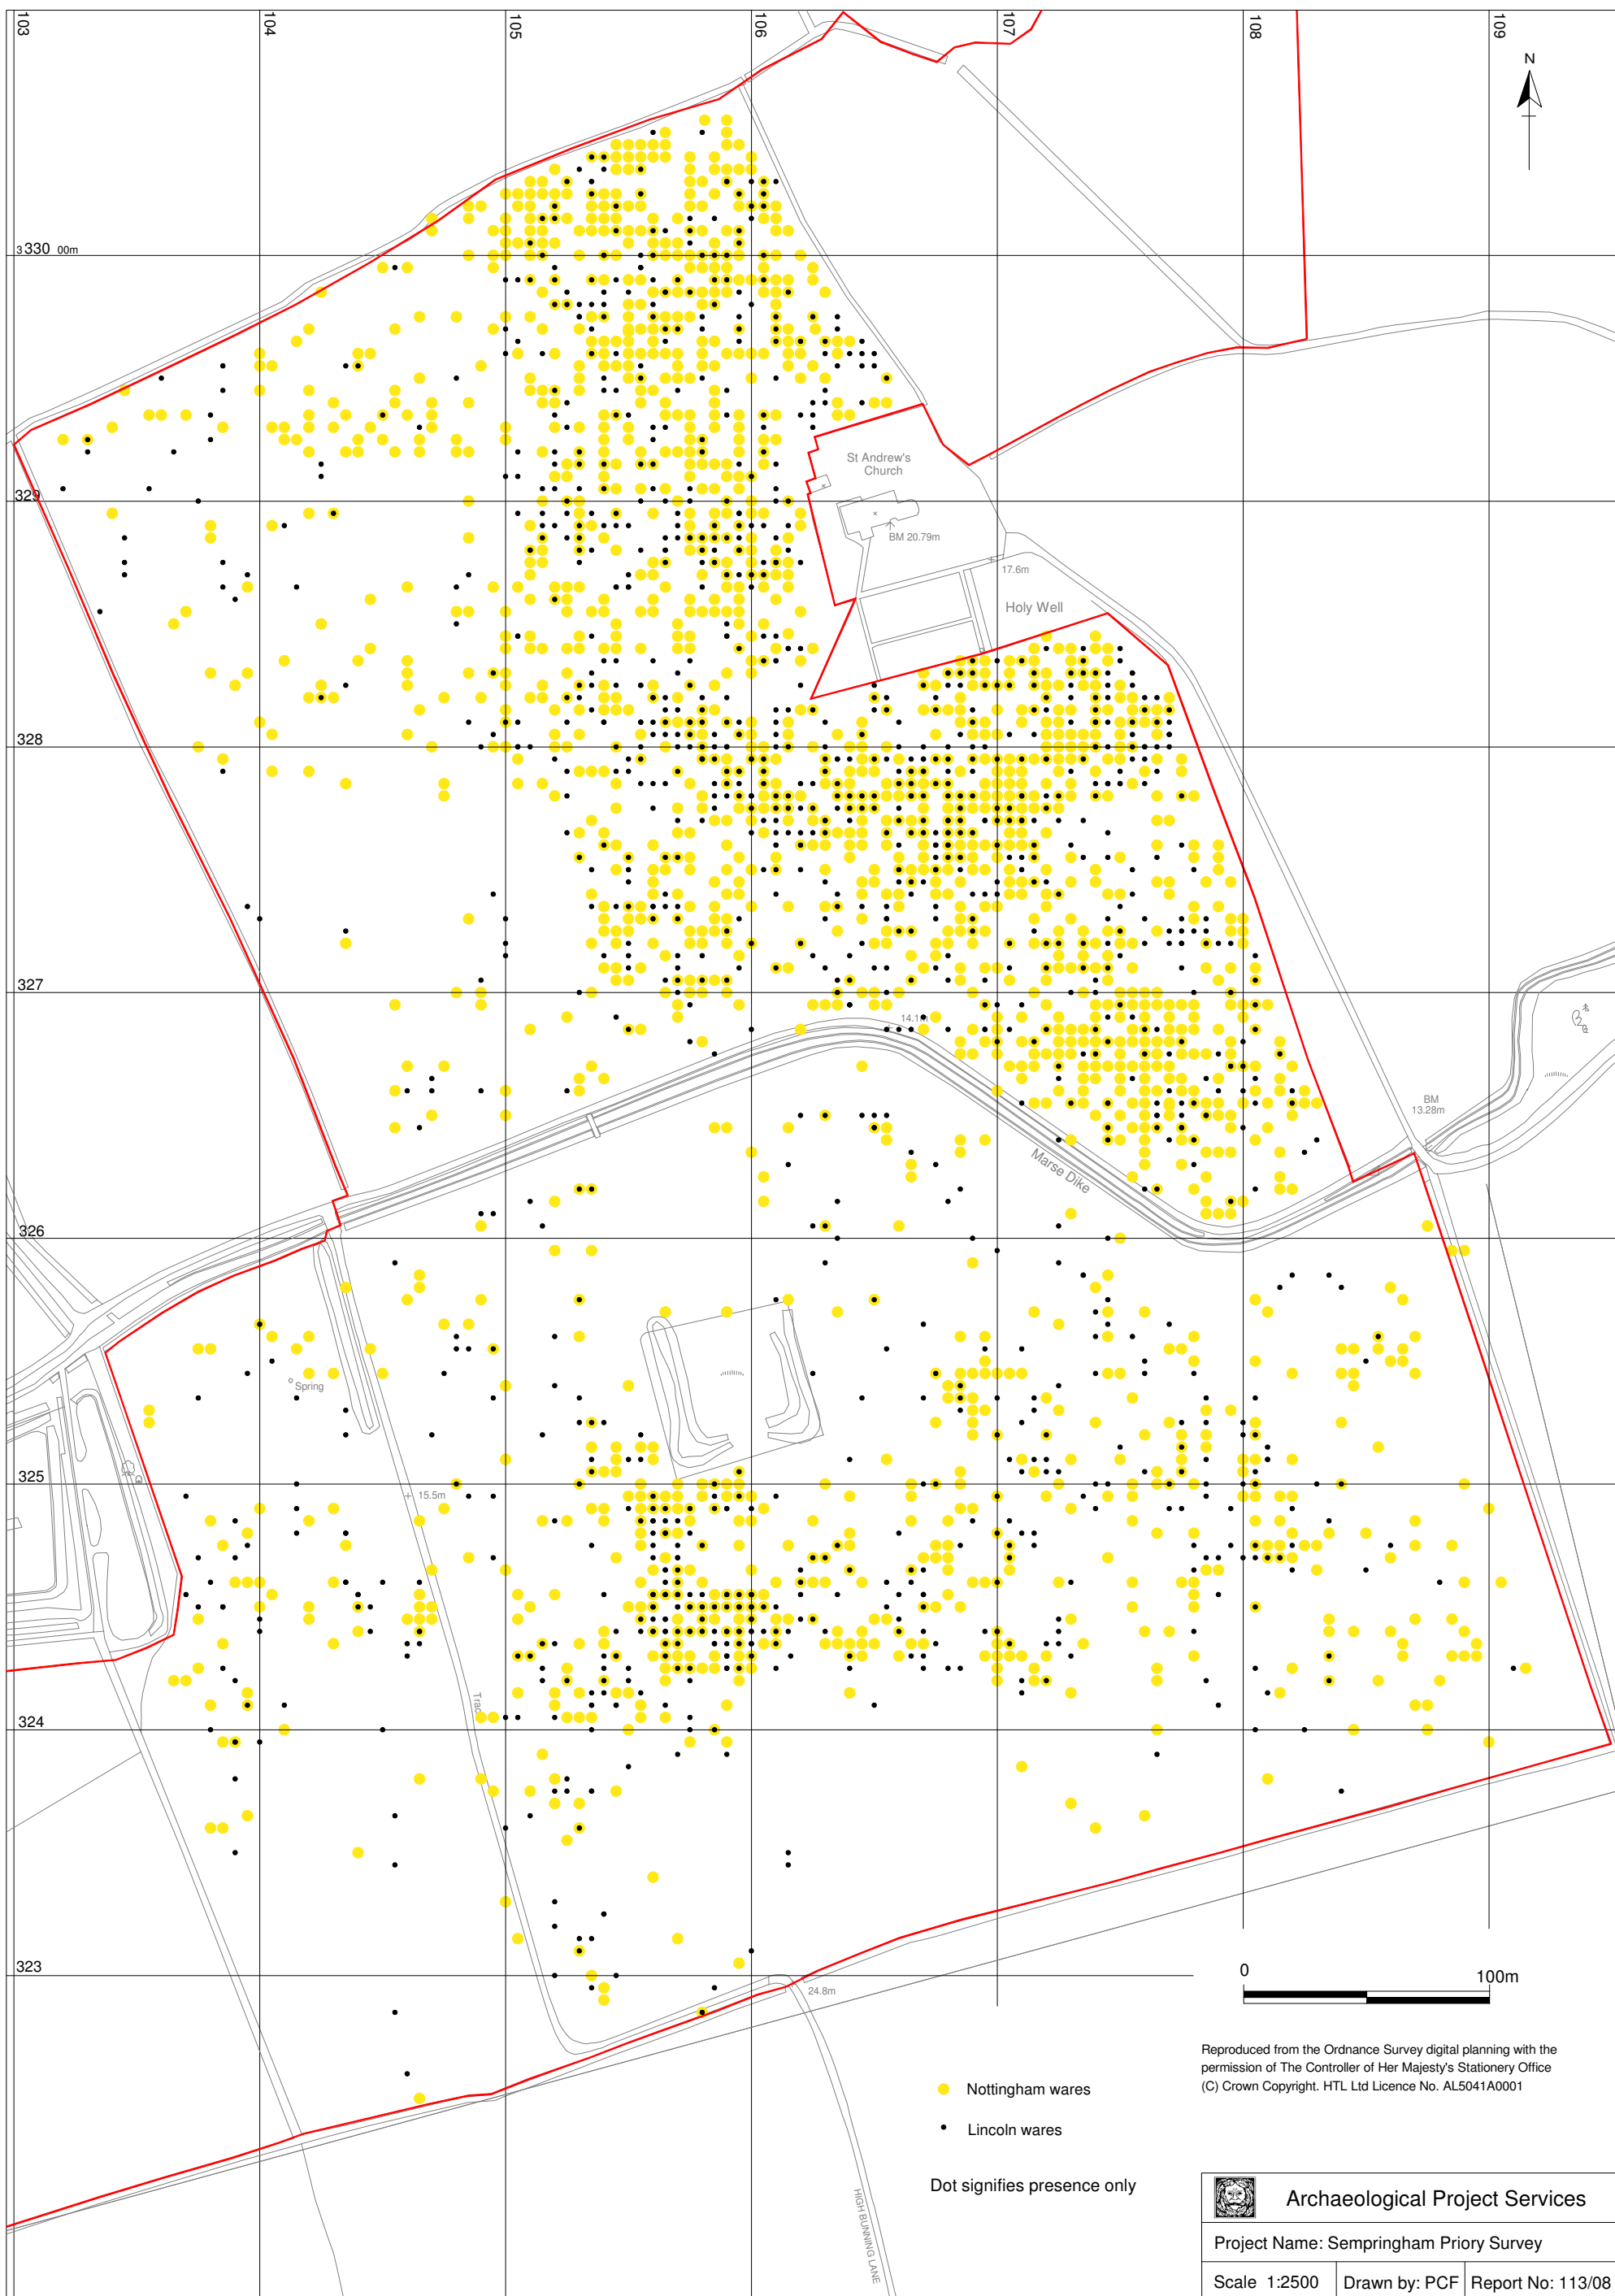 103
104
105
106
107
108
109
N
3330 00m
St Andrew's
Church
329
BM 20.79m
17.6m
Holy Well
328
327
14.1m
BM
13.28m
Marse Dike
326
Spring
325
15.5m
Trac
324
323
24.8m
0
100m
Reproduced from the Ordnance Survey digital planning with the
permission of The Controller of Her Majesty's Stationery Office
(C) Crown Copyright. HTL Ltd Licence No. AL5041A0001
Nottingham wares
Lincoln wares
Dot signifies presence only
HIGH BUNNING LANE
Archaeological Project Services
Project Name: Sempringham Priory Survey
Scale 1:2500
Drawn by: PCF
Report No: 113/08